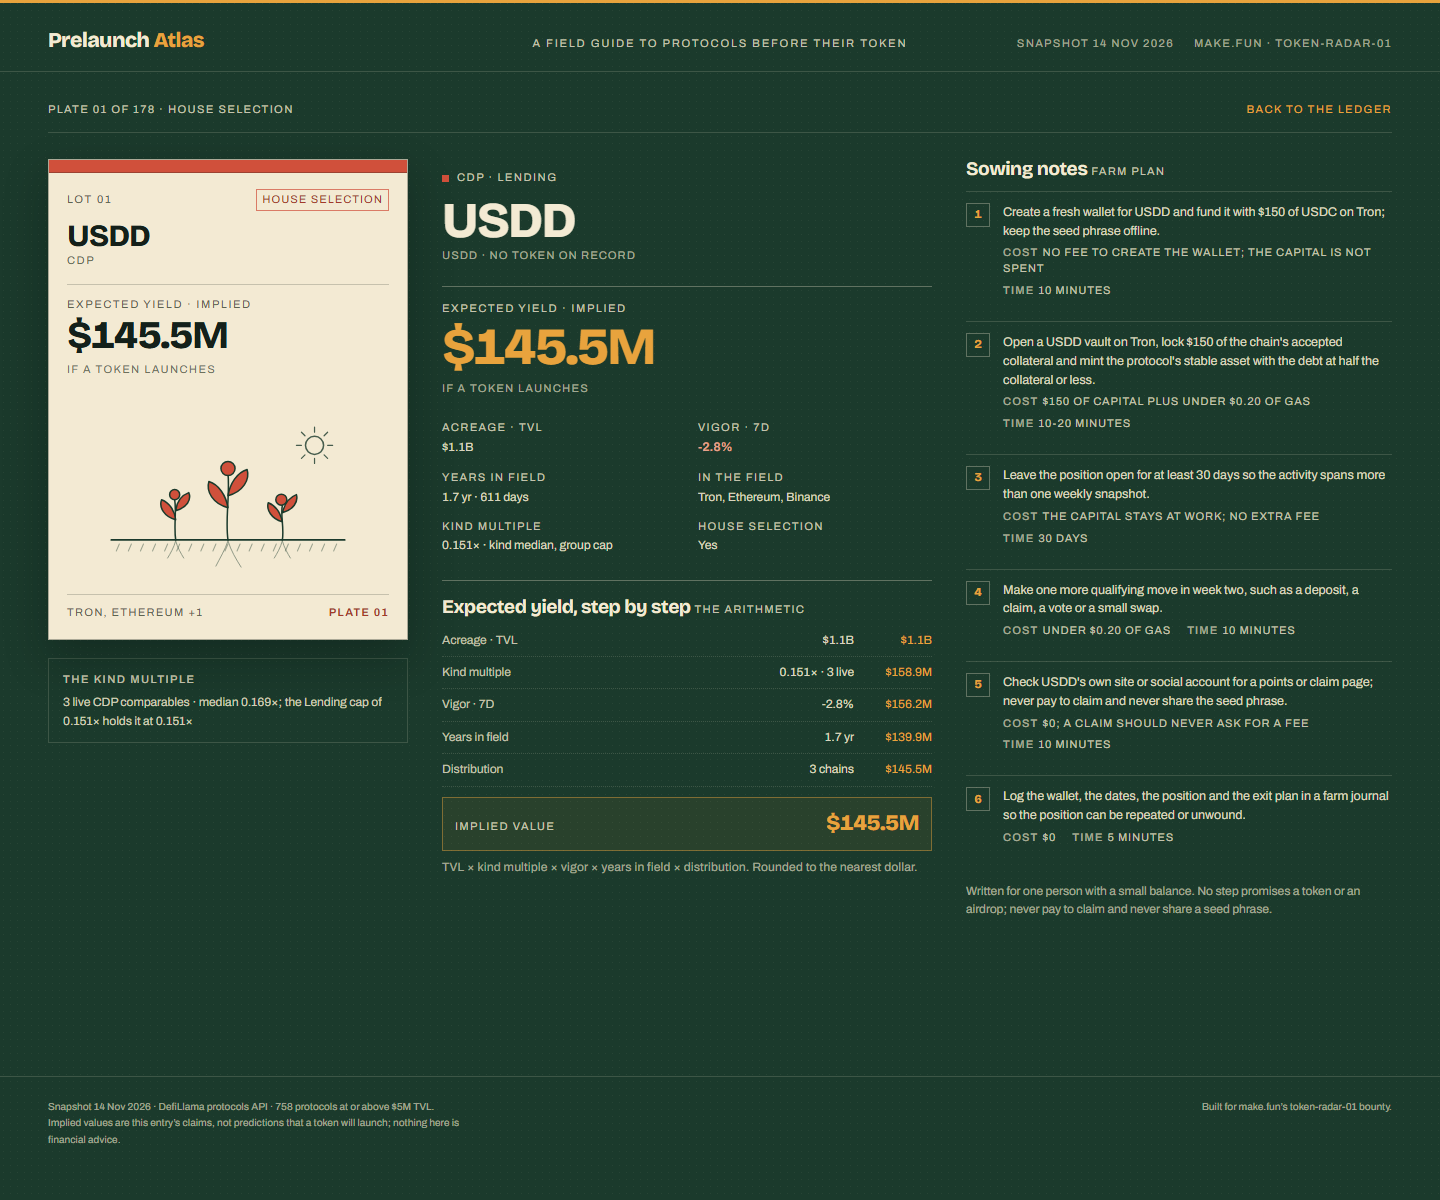 Prelaunch Atlas
A FIELD GUIDE TO PROTOCOLS BEFORE THEIR TOKEN
SNAPSHOT 14 NOV 2026 MAKE.FUN · TOKEN-RADAR-01
PLATE 01 OF 178 · HOUSE SELECTION
BACK TO THE LEDGER
LOT 01
HOUSE SELECTION
USDD
CDP
EXPECTED YIELD · IMPLIED
$145.5M
IF A TOKEN LAUNCHES
TRON, ETHEREUM +1
PLATE 01
THE KIND MULTIPLE
3 live CDP comparables · median 0.169×; the Lending cap of
0.151× holds it at 0.151×
CDP · LENDING
USDD
USDD · NO TOKEN ON RECORD
EXPECTED YIELD · IMPLIED
$145.5M
IF A TOKEN LAUNCHES
ACREAGE · TVL
$1.1B
VIGOR · 7D
-2.8%
YEARS IN FIELD
1.7 yr · 611 days
IN THE FIELD
Tron, Ethereum, Binance
KIND MULTIPLE
0.151× · kind median, group cap
HOUSE SELECTION
Yes
Expected yield, step by step THE ARITHMETIC
Acreage · TVL $1.1B $1.1B
Kind multiple 0.151× · 3 live $158.9M
Vigor · 7D -2.8% $156.2M
Years in field 1.7 yr $139.9M
Distribution 3 chains $145.5M
IMPLIED VALUE $145.5M
TVL × kind multiple × vigor × years in field × distribution. Rounded to the nearest dollar.
Sowing notes FARM PLAN
1
Create a fresh wallet for USDD and fund it with $150 of USDC on Tron;
keep the seed phrase offline.
COST NO FEE TO CREATE THE WALLET; THE CAPITAL IS NOT
SPENT
TIME 10 MINUTES
2
Open a USDD vault on Tron, lock $150 of the chain's accepted
collateral and mint the protocol's stable asset with the debt at half the
collateral or less.
COST $150 OF CAPITAL PLUS UNDER $0.20 OF GAS
TIME 10-20 MINUTES
3
Leave the position open for at least 30 days so the activity spans more
than one weekly snapshot.
COST THE CAPITAL STAYS AT WORK; NO EXTRA FEE
TIME 30 DAYS
4
Make one more qualifying move in week two, such as a deposit, a
claim, a vote or a small swap.
COST UNDER $0.20 OF GAS TIME 10 MINUTES
5
Check USDD's own site or social account for a points or claim page;
never pay to claim and never share the seed phrase.
COST $0; A CLAIM SHOULD NEVER ASK FOR A FEE
TIME 10 MINUTES
6
Log the wallet, the dates, the position and the exit plan in a farm journal
so the position can be repeated or unwound.
COST $0 TIME 5 MINUTES
Written for one person with a small balance. No step promises a token or an
airdrop; never pay to claim and never share a seed phrase.
Snapshot 14 Nov 2026 · DefiLlama protocols API · 758 protocols at or above $5M TVL.
Implied values are this entry's claims, not predictions that a token will launch; nothing here is
financial advice.
Built for make.fun's token-radar-01 bounty.